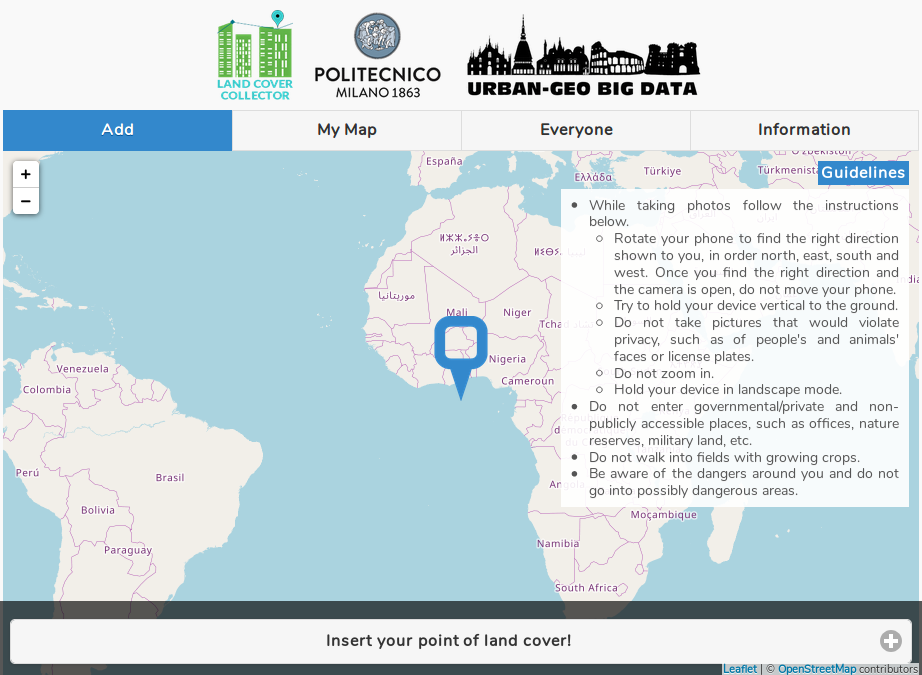 LAND COVER
COLLECTOR
POLITECNICO
MILANO 1863
URBAN-GEO BIG DATA
Add
My Map
Everyone
Information
+
−
Guidelines
España
Ελλάδα
Türkiye
Türkmenistan
While taking photos follow the instructions
below.
Rotate your phone to find the right direction
shown to you, in order north, east, south and
west. Once you find the right direction and
the camera is open, do not move your phone.
Try to hold your device vertical to the ground.
Do not take pictures that would violate
privacy, such as of people's and animals'
faces or license plates.
Do not zoom in.
Hold your device in landscape mode.
Do not enter governmental/private and non-
publicly accessible places, such as offices, nature
reserves, military land, etc.
Do not walk into fields with growing crops.
Be aware of the dangers around you and do not
go into possibly dangerous areas.
الجزائر
موريتانيا
Mali
Niger
Nigeria
Cameroun
Venezuela
Colombia
Perú
Brasil
Bolivia
Paraguay
Angola
Moçambique
Namibia
South Africa
Insert your point of land cover!
Leaflet | © OpenStreetMap contributors